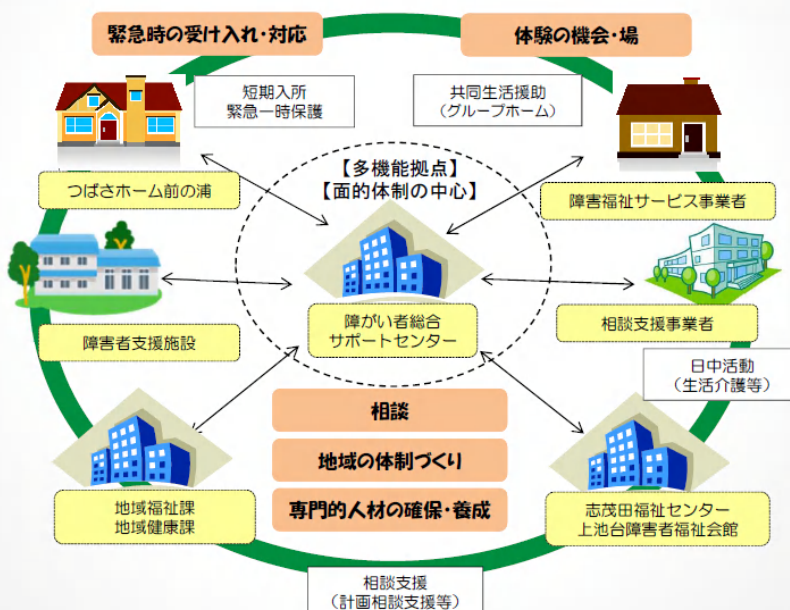 緊急時の受け入れ・対応
体験の機会・場
短期入所
緊急一時保護
共同生活援助
(グループホーム)
【多機能拠点】
【面的体制の中心】
つばさホーム前の浦
障害福祉サービス事業者
障がい者総合
サポートセンター
障害者支援施設
相談支援事業者
日中活動
(生活介護等)
相談
地域の体制づくり
専門的人材の確保・養成
地域福祉課
地域健康課
志茂田福祉センター
上池台障害者福祉会館
相談支援
(計画相談支援等)